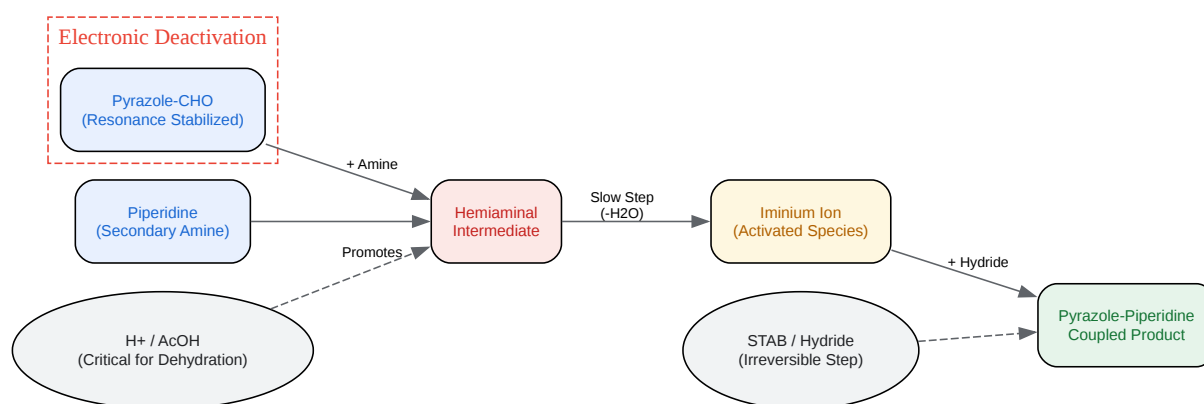 Electronic Deactivation
Pyrazole-CHO
(Resonance Stabilized)
+ Amine
Piperidine
(Secondary Amine)
Hemiaminal
Intermediate
Slow Step
(-H2O)
Iminium Ion
(Activated Species)
Promotes
+ Hydride
H+ / AcOH
(Critical for Dehydration)
STAB / Hydride
(Irreversible Step)
Pyrazole-Piperidine
Coupled Product